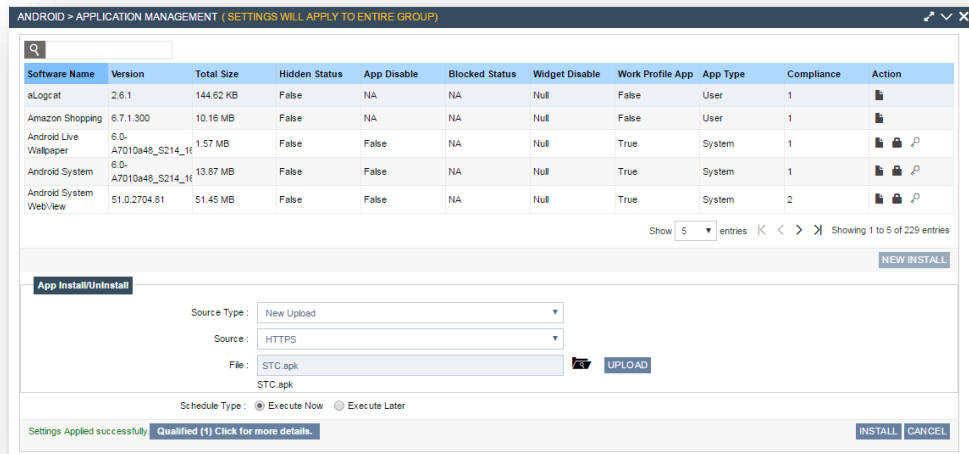 ANDROID > APPLICATION MANAGEMENT ( SETTINGS WILL APPLY TO ENTIRE GROUP)
Software Name Version Total Size Hidden Status App Disable Blocked Status Widget Disable Work Profile App App Type Compliance Action
aLogcat 2.6.1 144.62 KB False NA NA Null False User 1
Amazon Shopping 6.7.1.300 10.16 MB False NA NA Null False User 1
Android Live Wallpaper 6.0-A7010a48_S214_16 1.57 MB False False NA Null True System 1
Android System 6.0-A7010a48_S214_16 13.87 MB False False NA Null True System 1
Android System WebView 51.0.2704.81 51.45 MB False False NA Null True System 2
Show 5 entries Showing 1 to 5 of 229 entries
NEW INSTALL
App Install/UnInstall
Source Type : New Upload
Source : HTTPS
File : STC.apk UPLOAD
STC.apk
Schedule Type : Execute Now Execute Later
Settings Applied successfully. Qualified (1) Click for more details. INSTALL CANCEL